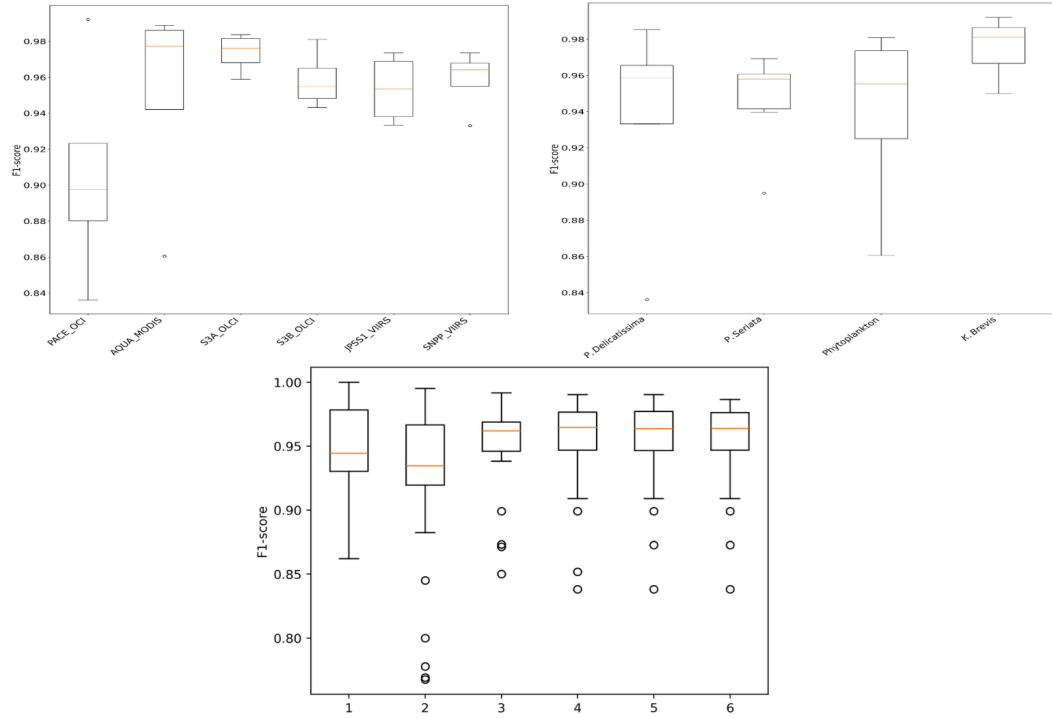 F1-score
0.98
0.96
0.94
0.92
0.90
0.88
0.86
0.84
PACE_OCI
AQUA_MODIS
S3A_OLCI
S3B_OLCI
JPSS1_VIIRS
SNPP_VIIRS
F1-score
0.98
0.96
0.94
0.92
0.90
0.88
0.86
0.84
P. Delicatissima
P. Seriata
Phytoplankton
K. Brevis
F1-score
1.00
0.95
0.90
0.85
0.80
1 2 3 4 5 6